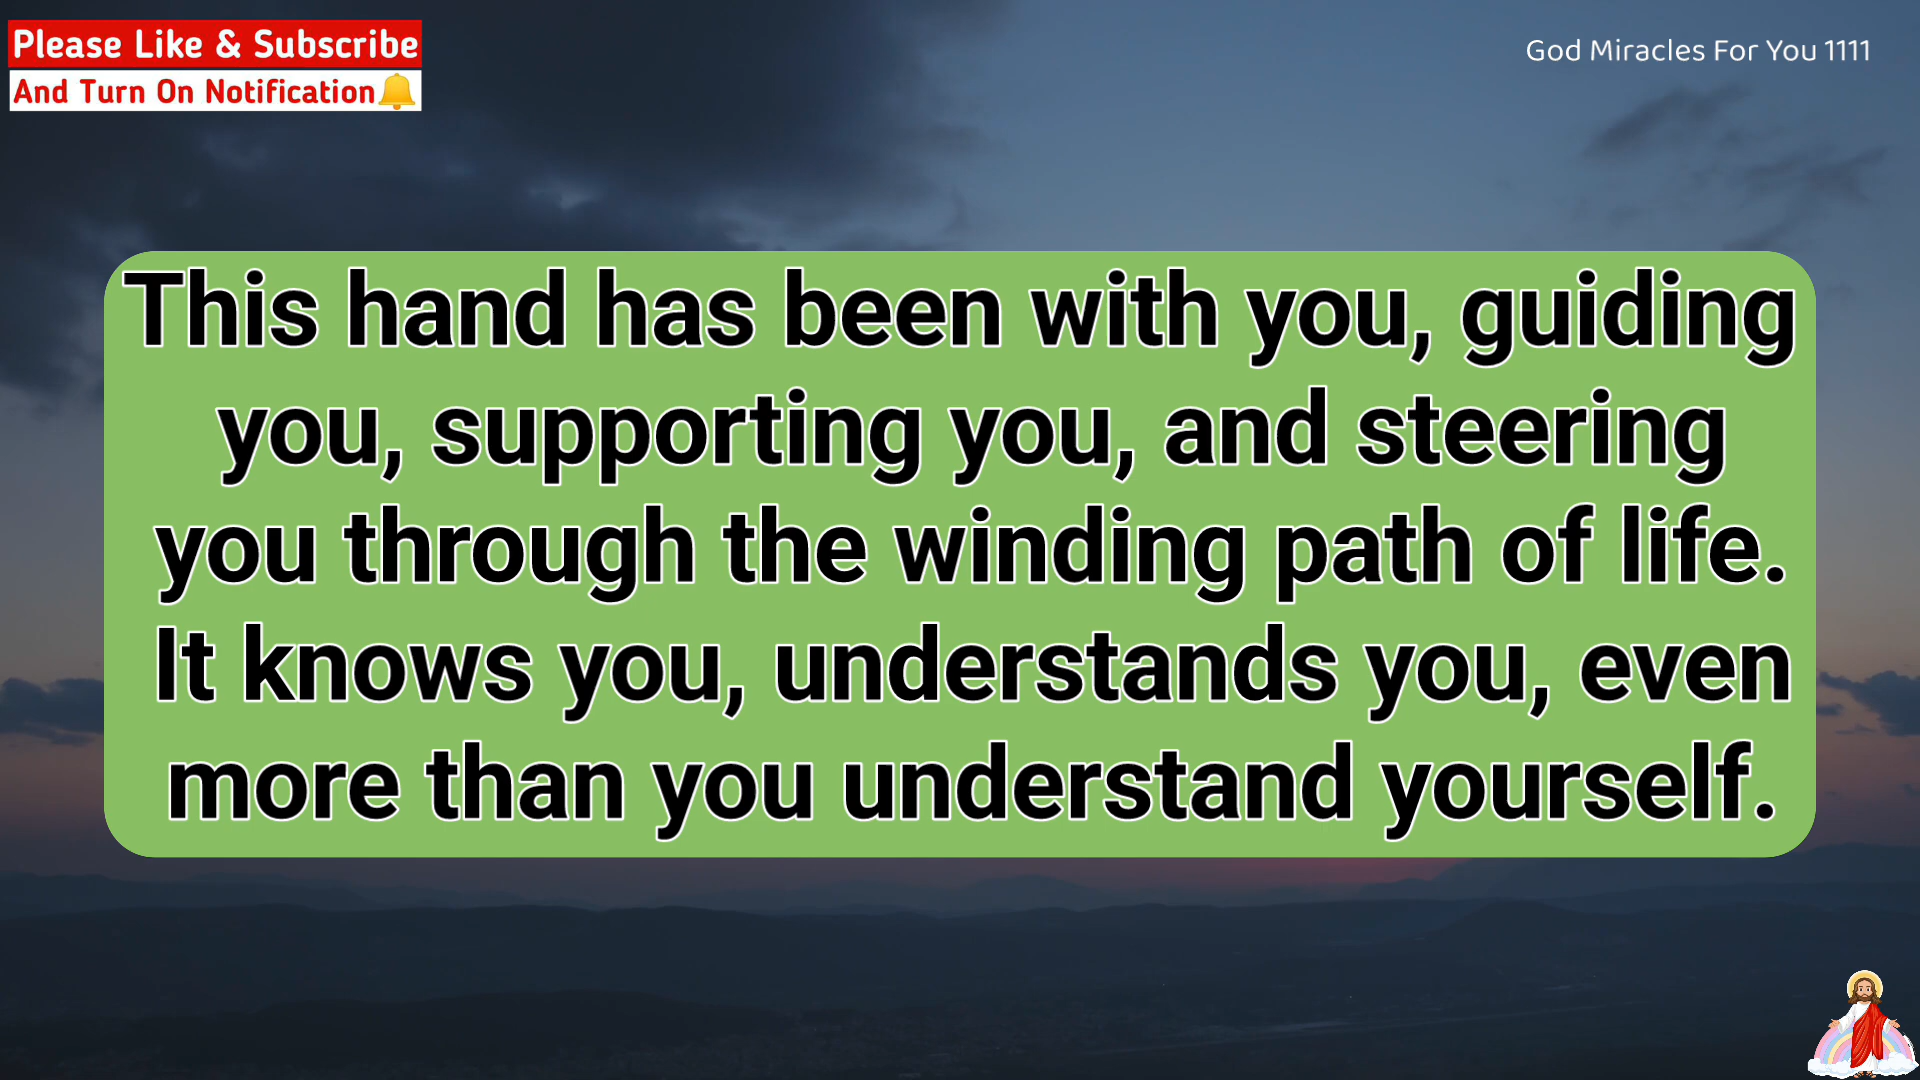 Please Like & Subscribe
And Turn On Notification🔔
God Miracles For You 1111
This hand has been with you, guiding
you, supporting you, and steering
you through the winding path of life.
It knows you, understands you, even
more than you understand yourself.